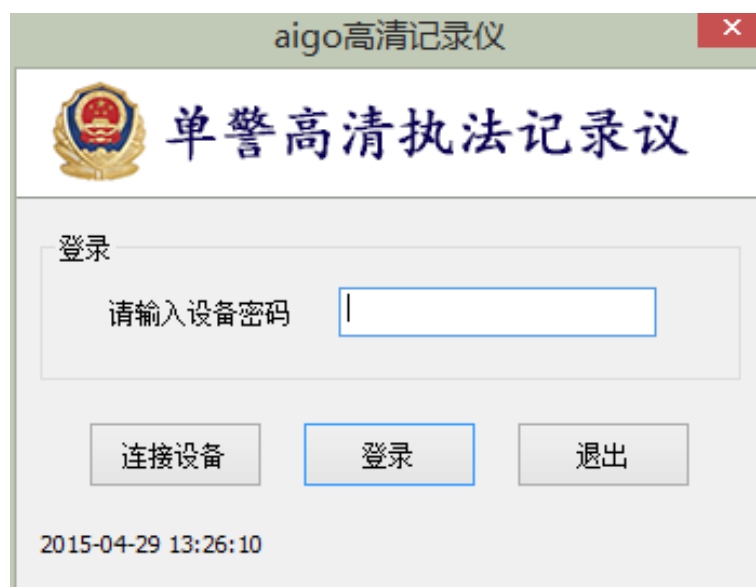 aigo高清记录仪
单警高清执法记录议
登录
请输入设备密码
连接设备 登录 退出
2015-04-29 13:26:10